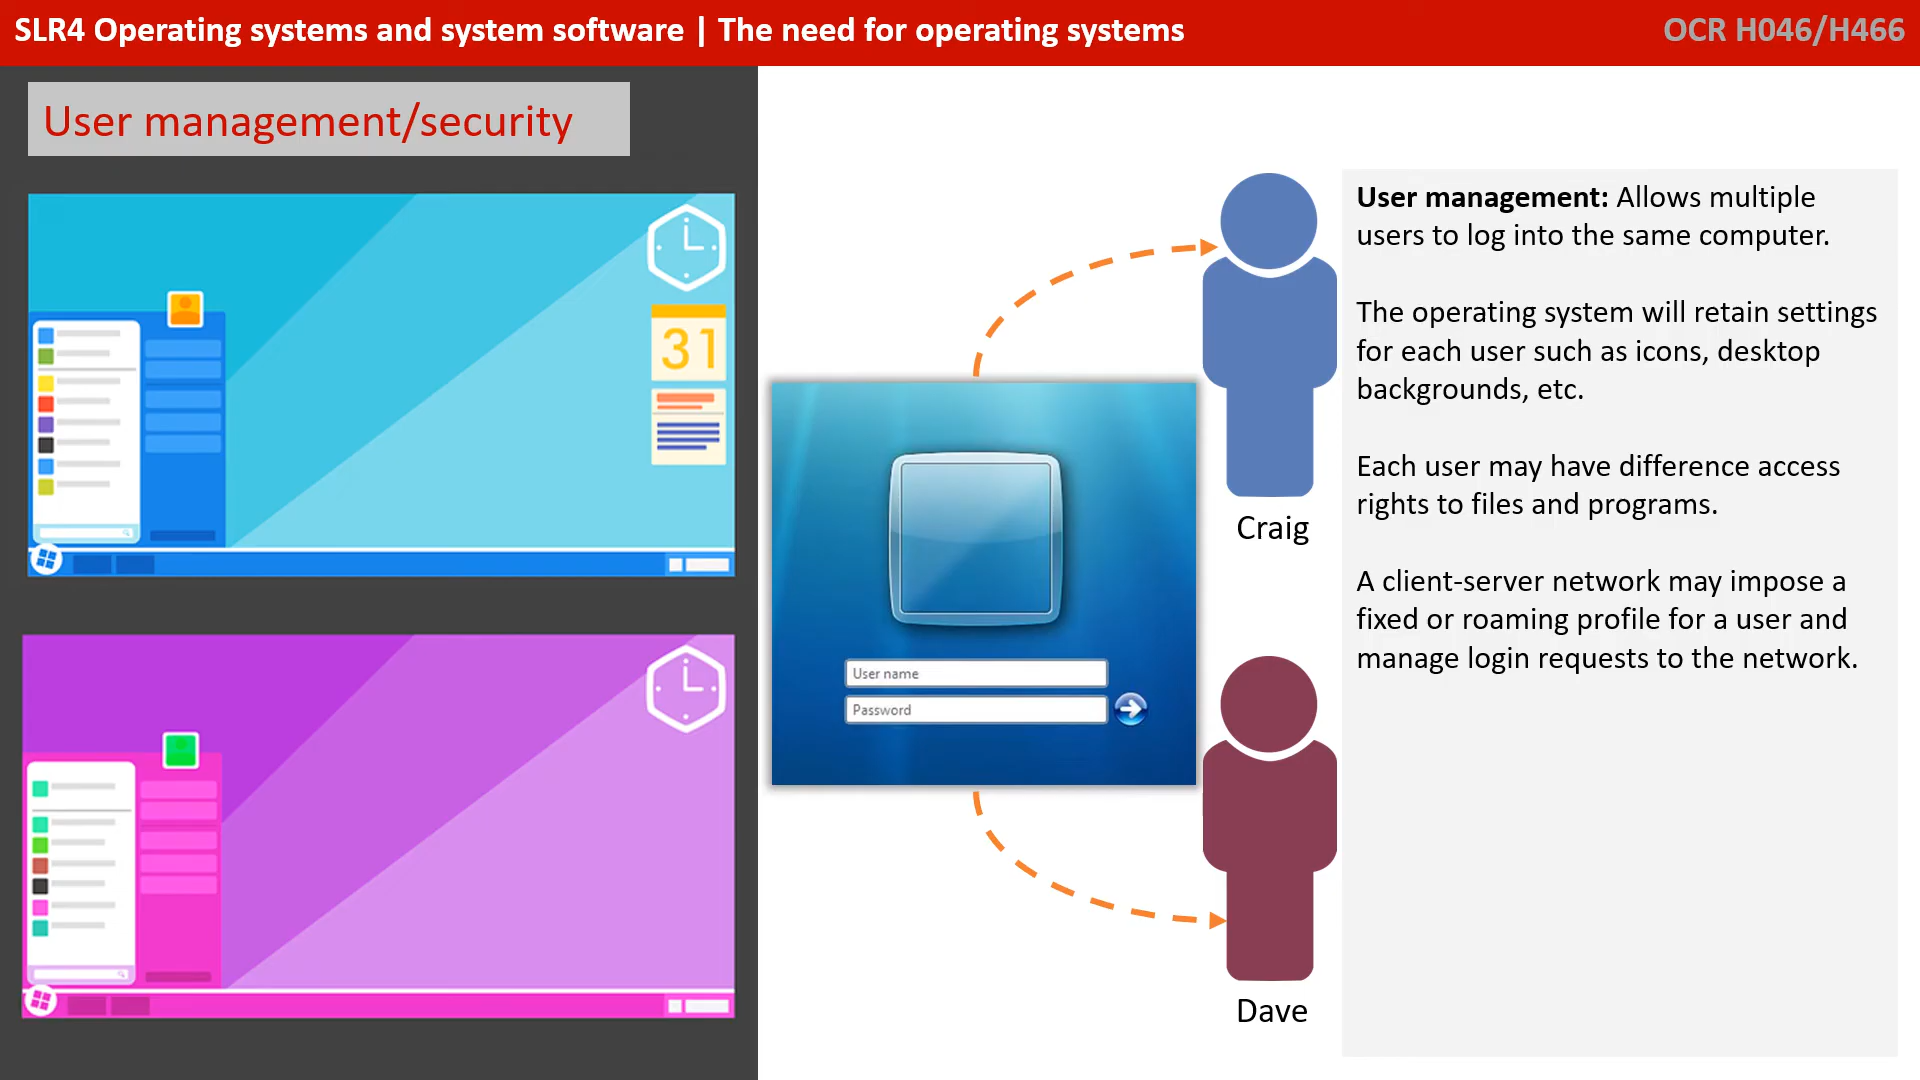 SLR4 Operating systems and system software | The need for operating systems
OCR H046/H466
User management/security
31
User name
Password
Craig
Dave
User management: Allows multiple
users to log into the same computer.
The operating system will retain settings
for each user such as icons, desktop
backgrounds, etc.
Each user may have difference access
rights to files and programs.
A client-server network may impose a
fixed or roaming profile for a user and
manage login requests to the network.